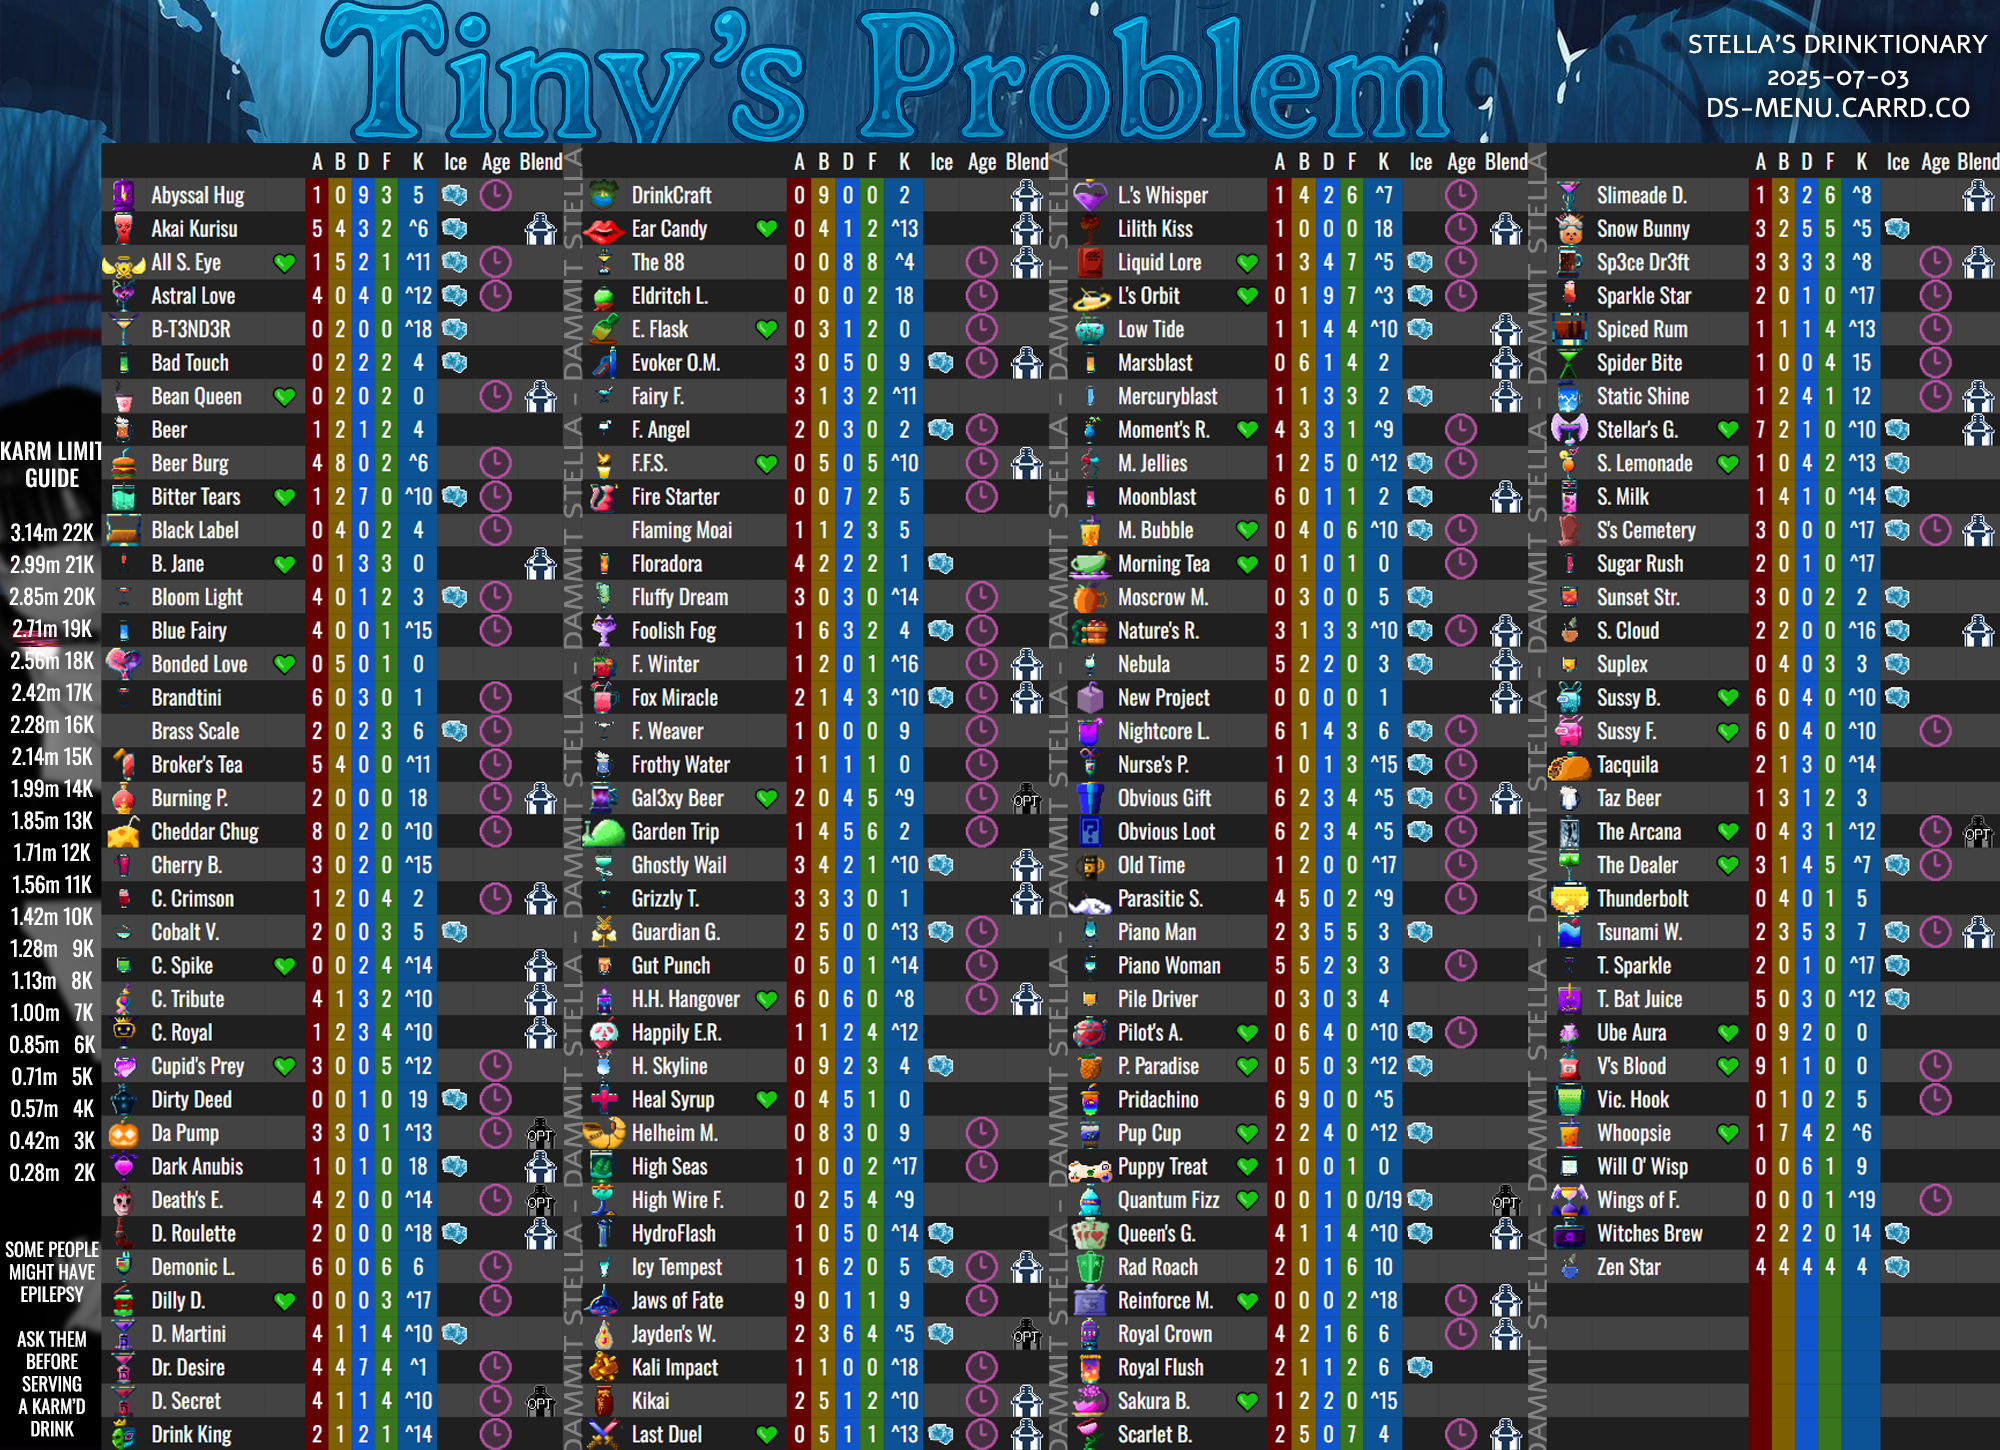 Tiny's Problem
STELLA'S DRINKTIONARY
2025-07-03
DS-MENU.CARRD.CO
KARM LIMIT
GUIDE
3.14m 22K
2.99m 21K
2.85m 20K
2.71m 19K
2.56m 18K
2.42m 17K
2.28m 16K
2.14m 15K
1.99m 14K
1.85m 13K
1.71m 12K
1.56m 11K
1.42m 10K
1.28m 9K
1.13m 8K
1.00m 7K
0.85m 6K
0.71m 5K
0.57m 4K
0.42m 3K
0.28m 2K
SOME PEOPLE
MIGHT HAVE
EPILEPSY
ASK THEM
BEFORE
SERVING
A KARM'D
DRINK
A B D F K Ice Age Blend
Abyssal Hug 1 0 9 3 5
Akai Kurisu 5 4 3 2 ^6
All S. Eye 1 5 2 1 ^11
Astral Love 4 0 4 0 ^12
B-T3ND3R 0 2 0 0 ^18
Bad Touch 0 2 2 2 4
Bean Queen 0 2 0 2 0
Beer 1 2 1 2 4
Beer Burg 4 8 0 2 ^6
Bitter Tears 1 2 7 0 ^10
Black Label 0 4 0 2 4
B. Jane 0 1 3 3 0
Bloom Light 4 0 1 2 3
Blue Fairy 4 0 0 1 ^15
Bonded Love 0 5 0 1 0
Brandtini 6 0 3 0 1
Brass Scale 2 0 2 3 6
Broker's Tea 5 4 0 0 ^11
Burning P. 2 0 0 0 18
Cheddar Chug 8 0 2 0 ^10
Cherry B. 3 0 2 0 ^15
C. Crimson 1 2 0 4 2
Cobalt V. 2 0 0 3 5
C. Spike 0 0 2 4 ^14
C. Tribute 4 1 3 2 ^10
C. Royal 1 2 3 4 ^10
Cupid's Prey 3 0 0 5 ^12
Dirty Deed 0 0 1 0 19
Da Pump 3 3 0 1 ^13 OPT
Dark Anubis 1 0 1 0 18
Death's E. 4 2 0 0 ^14 OPT
D. Roulette 2 0 0 0 ^18
Demonic L. 6 0 0 6 6
Dilly D. 0 0 0 3 ^17
D. Martini 4 1 1 4 ^10
Dr. Desire 4 4 7 4 ^1
D. Secret 4 1 1 4 ^10 OPT
Drink King 2 1 2 1 ^14
DAMMIT STELLA - DAMMIT STELLA - DAMMIT STELLA - DAMMIT STELLA
A B D F K Ice Age Blend
DrinkCraft 0 9 0 0 2
Ear Candy 0 4 1 2 ^13
The 88 0 0 8 8 ^4
Eldritch L. 0 0 0 2 18
E. Flask 0 3 1 2 0
Evoker O.M. 3 0 5 0 9
Fairy F. 3 1 3 2 ^11
F. Angel 2 0 3 0 2
F.F.S. 0 5 0 5 ^10
Fire Starter 0 0 7 2 5
Flaming Moai 1 1 2 3 5
Floradora 4 2 2 2 1
Fluffy Dream 3 0 3 0 ^14
Foolish Fog 1 6 3 2 4
F. Winter 1 2 0 1 ^16
Fox Miracle 2 1 4 3 ^10
F. Weaver 1 0 0 0 9
Frothy Water 1 1 1 1 0
Gal3xy Beer 2 0 4 5 ^9 OPT
Garden Trip 1 4 5 6 2
Ghostly Wail 3 4 2 1 ^10
Grizzly T. 3 3 3 0 1
Guardian G. 2 5 0 0 ^13
Gut Punch 0 5 0 1 ^14
H.H. Hangover 6 0 6 0 ^8
Happily E.R. 1 1 2 4 ^12
H. Skyline 0 9 2 3 4
Heal Syrup 0 4 5 1 0
Helheim M. 0 8 3 0 9
High Seas 1 0 0 2 ^17
High Wire F. 0 2 5 4 ^9
HydroFlash 1 0 5 0 ^14
Icy Tempest 1 6 2 0 5
Jaws of Fate 9 0 1 1 9
Jayden's W. 2 3 6 4 ^5 OPT
Kali Impact 1 1 0 0 ^18
Kikai 2 5 1 2 ^10
Last Duel 0 5 1 1 ^13
DAMMIT STELLA - DAMMIT STELLA - DAMMIT STELLA - DAMMIT STELLA
A B D F K Ice Age Blend
L.'s Whisper 1 4 2 6 ^7
Lilith Kiss 1 0 0 0 18
Liquid Lore 1 3 4 7 ^5
L's Orbit 0 1 9 7 ^3
Low Tide 1 1 4 4 ^10
Marsblast 0 6 1 4 2
Mercuryblast 1 1 3 3 2
Moment's R. 4 3 3 1 ^9
M. Jellies 1 2 5 0 ^12
Moonblast 6 0 1 1 2
M. Bubble 0 4 0 6 ^10
Morning Tea 0 1 0 1 0
Moscrow M. 0 3 0 0 5
Nature's R. 3 1 3 3 ^10
Nebula 5 2 2 0 3
New Project 0 0 0 0 1
Nightcore L. 6 1 4 3 6
Nurse's P. 1 0 1 3 ^15
Obvious Gift 6 2 3 4 ^5
Obvious Loot 6 2 3 4 ^5
Old Time 1 2 0 0 ^17
Parasitic S. 4 5 0 2 ^9
Piano Man 2 3 5 5 3
Piano Woman 5 5 2 3 3
Pile Driver 0 3 0 3 4
Pilot's A. 0 6 4 0 ^10
P. Paradise 0 5 0 3 ^12
Pridachino 6 9 0 0 ^5
Pup Cup 2 2 4 0 ^12
Puppy Treat 1 0 0 1 0
Quantum Fizz 0 0 1 0 0/19 OPT
Queen's G. 4 1 1 4 ^10
Rad Roach 2 0 1 6 10
Reinforce M. 0 0 0 2 ^18
Royal Crown 4 2 1 6 6
Royal Flush 2 1 1 2 6
Sakura B. 1 2 2 0 ^15
Scarlet B. 2 5 0 7 4
DAMMIT STELLA - DAMMIT STELLA - DAMMIT STELLA - DAMMIT STELLA
A B D F K Ice Age Blend
Slimeade D. 1 3 2 6 ^8
Snow Bunny 3 2 5 5 ^5
Sp3ce Dr3ft 3 3 3 3 ^8
Sparkle Star 2 0 1 0 ^17
Spiced Rum 1 1 1 4 ^13
Spider Bite 1 0 0 4 15
Static Shine 1 2 4 1 12
Stellar's G. 7 2 1 0 ^10
S. Lemonade 1 0 4 2 ^13
S. Milk 1 4 1 0 ^14
S's Cemetery 3 0 0 0 ^17
Sugar Rush 2 0 1 0 ^17
Sunset Str. 3 0 0 2 2
S. Cloud 2 2 0 0 ^16
Suplex 0 4 0 3 3
Sussy B. 6 0 4 0 ^10
Sussy F. 6 0 4 0 ^10
Tacquila 2 1 3 0 ^14
Taz Beer 1 3 1 2 3
The Arcana 0 4 3 1 ^12 OPT
The Dealer 3 1 4 5 ^7
Thunderbolt 0 4 0 1 5
Tsunami W. 2 3 5 3 7
T. Sparkle 2 0 1 0 ^17
T. Bat Juice 5 0 3 0 ^12
Ube Aura 0 9 2 0 0
V's Blood 9 1 1 0 0
Vic. Hook 0 1 0 2 5
Whoopsie 1 7 4 2 ^6
Will O' Wisp 0 0 6 1 9
Wings of F. 0 0 0 1 ^19
Witches Brew 2 2 2 0 14
Zen Star 4 4 4 4 4